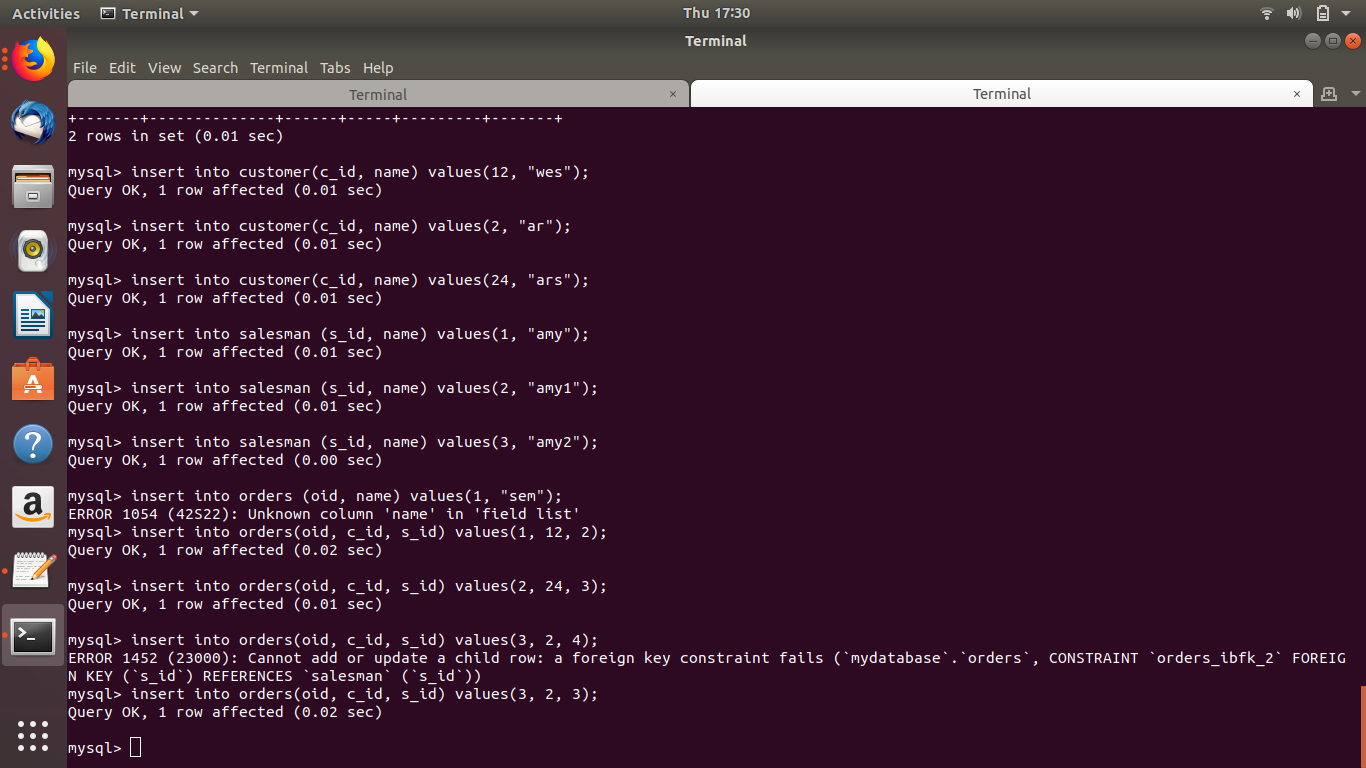 Activities
Terminal
Thu 17:30
Terminal
File Edit View Search Terminal Tabs Help
Terminal × Terminal ×
+-------+--------------+------+-----+---------+-------+
2 rows in set (0.01 sec)
mysql> insert into customer(c_id, name) values(12, "wes");
Query OK, 1 row affected (0.01 sec)
mysql> insert into customer(c_id, name) values(2, "ar");
Query OK, 1 row affected (0.01 sec)
mysql> insert into customer(c_id, name) values(24, "ars");
Query OK, 1 row affected (0.01 sec)
mysql> insert into salesman (s_id, name) values(1, "amy");
Query OK, 1 row affected (0.01 sec)
mysql> insert into salesman (s_id, name) values(2, "amy1");
Query OK, 1 row affected (0.01 sec)
mysql> insert into salesman (s_id, name) values(3, "amy2");
Query OK, 1 row affected (0.00 sec)
mysql> insert into orders (oid, name) values(1, "sem");
ERROR 1054 (42S22): Unknown column 'name' in 'field list'
mysql> insert into orders(oid, c_id, s_id) values(1, 12, 2);
Query OK, 1 row affected (0.02 sec)
mysql> insert into orders(oid, c_id, s_id) values(2, 24, 3);
Query OK, 1 row affected (0.01 sec)
mysql> insert into orders(oid, c_id, s_id) values(3, 2, 4);
ERROR 1452 (23000): Cannot add or update a child row: a foreign key constraint fails (`mydatabase`.`orders`, CONSTRAINT `orders_ibfk_2` FOREIG
N KEY (`s_id`) REFERENCES `salesman` (`s_id`))
mysql> insert into orders(oid, c_id, s_id) values(3, 2, 3);
Query OK, 1 row affected (0.02 sec)
mysql>